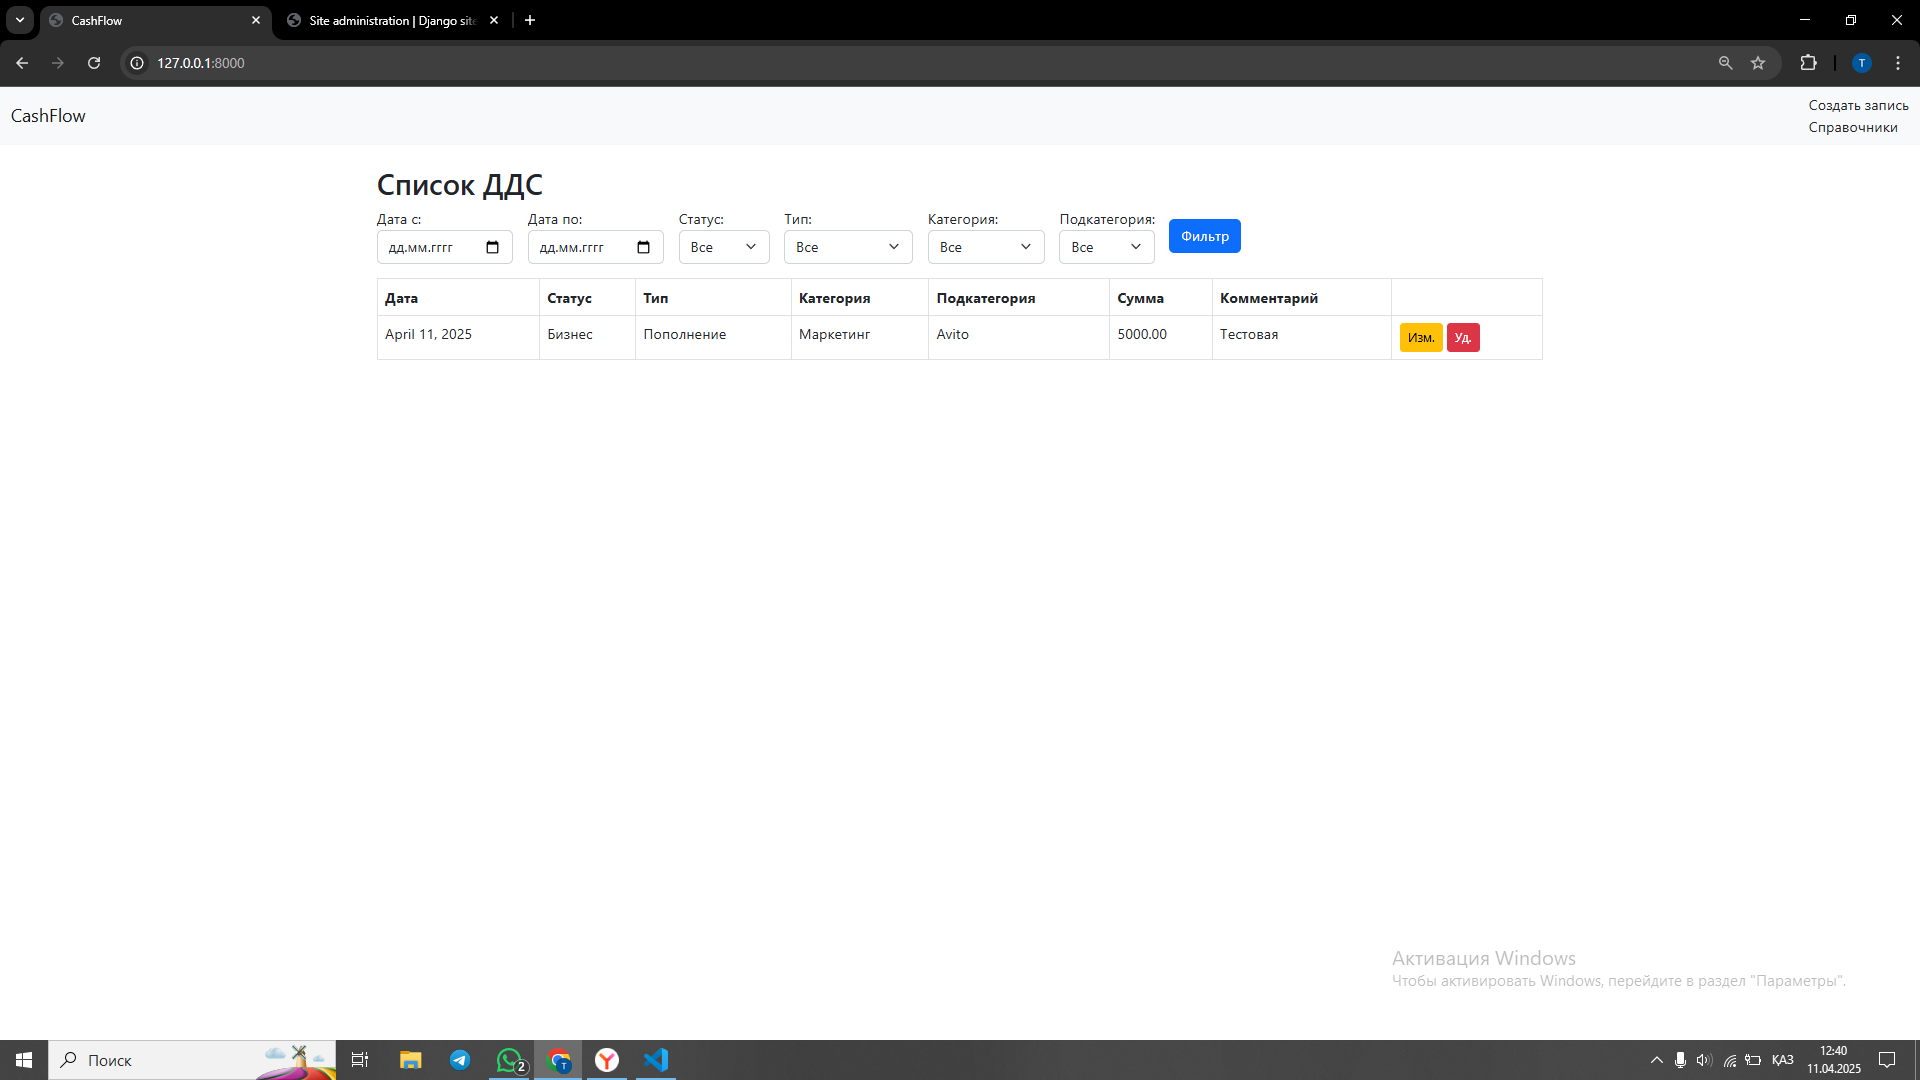 CashFlow
Site administration | Django site
127.0.0.1:8000
T
CashFlow
Создать запись
Справочники
Список ДДС
Дата с: Дата по: Статус: Тип: Категория: Подкатегория:
дд.мм.гггг дд.мм.гггг Все Все Все Все Фильтр
Дата Статус Тип Категория Подкатегория Сумма Комментарий
April 11, 2025 Бизнес Пополнение Маркетинг Avito 5000.00 Тестовая Изм. Уд.
Активация Windows
Чтобы активировать Windows, перейдите в раздел "Параметры".
Поиск
2
T
ҚАЗ
12:40
11.04.2025